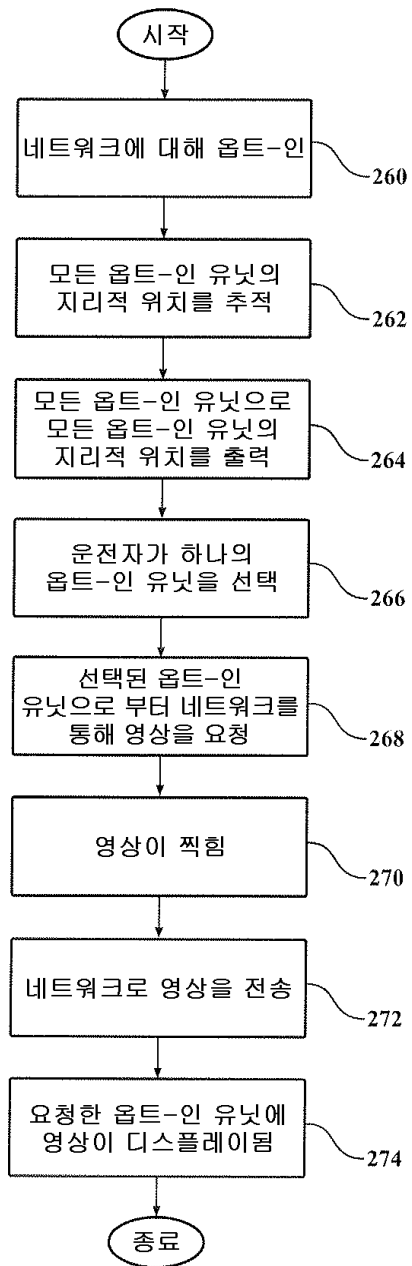 시작
네트워크에 대해 옵트-인
260
모든 옵트-인 유닛의
지리적 위치를 추적
262
모든 옵트-인 유닛으로
모든 옵트-인 유닛의
지리적 위치를 출력
264
운전자가 하나의
옵트-인 유닛을 선택
266
선택된 옵트-인
유닛으로 부터 네트워크를
통해 영상을 요청
268
영상이 찍힘
270
네트워크로 영상을 전송
272
요청한 옵트-인 유닛에
영상이 디스플레이됨
274
종료